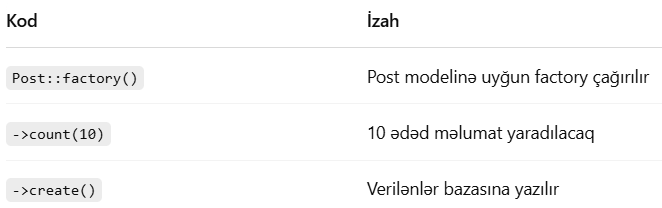 Kod İzah
Post::factory() Post modelinə uyğun factory çağırılır
->count(10) 10 ədəd məlumat yaradılacaq
->create() Verilənlər bazasına yazılır